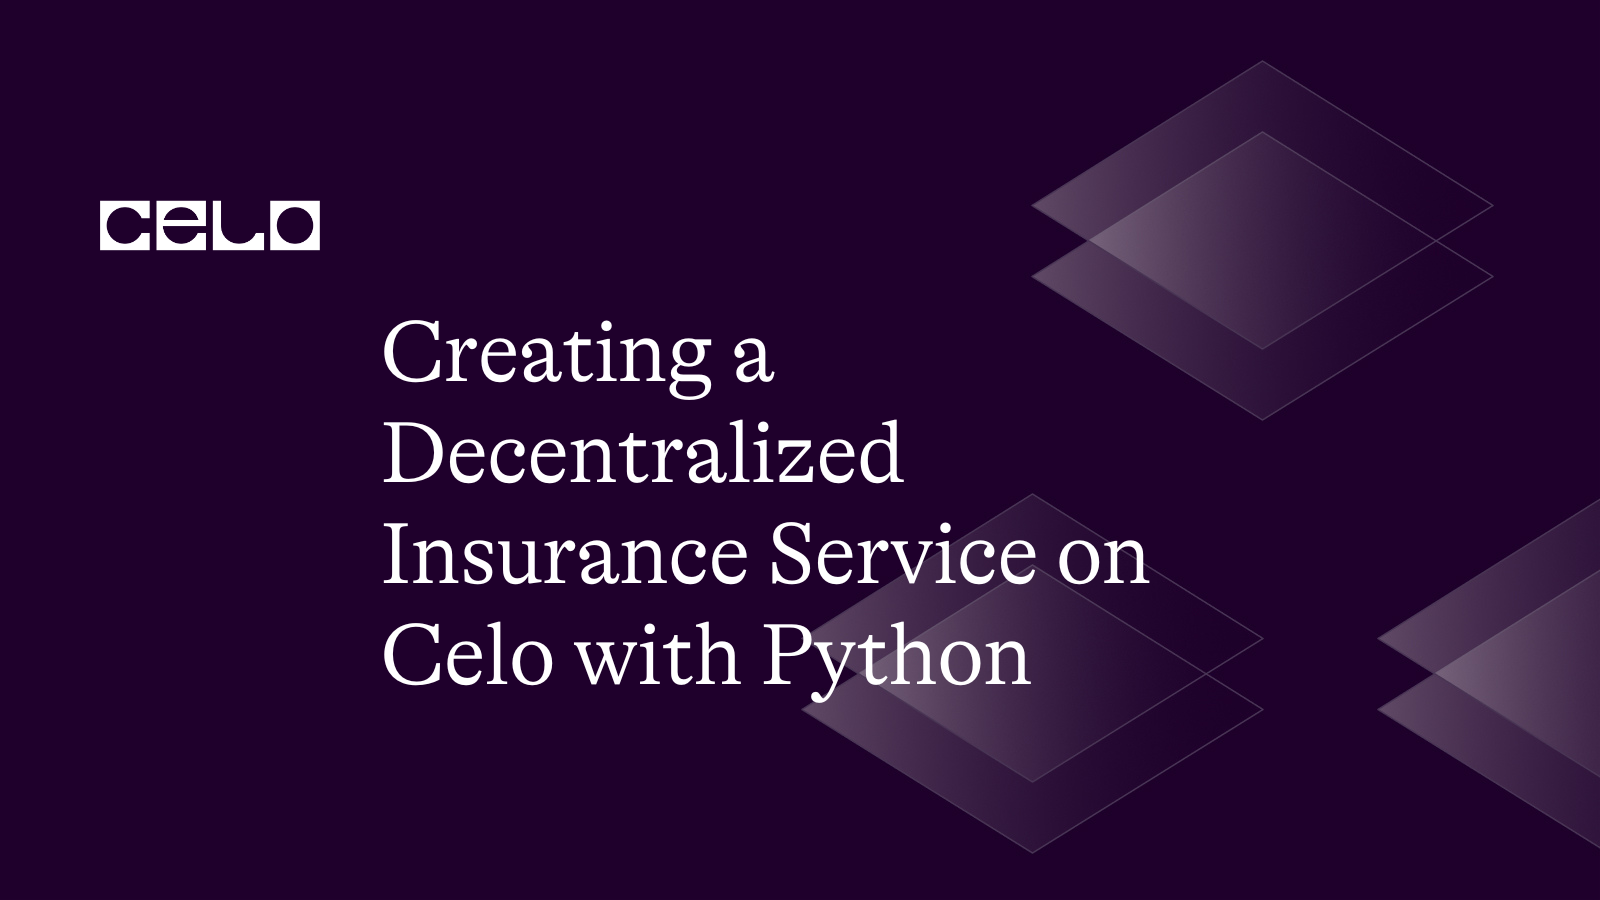 CELO
Creating a
Decentralized
Insurance Service on
Celo with Python